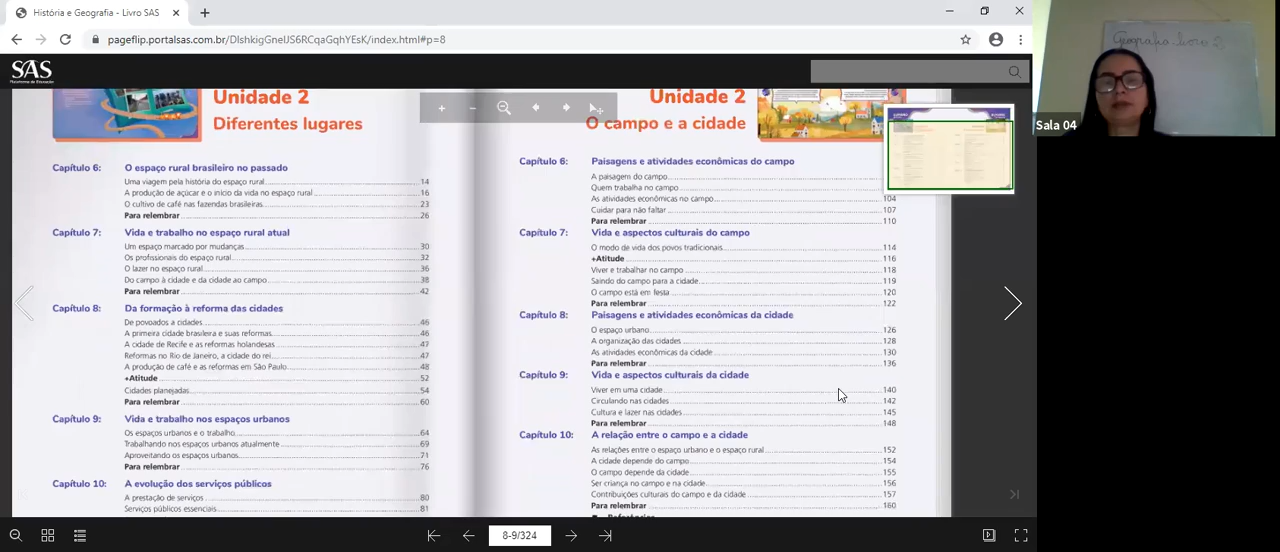 História e Geografia - Livro SAS
pageflip.portalsas.com.br/DIshkigGneIJS6RCqaGqhYEsK/index.html#p=8
SAS
Plataforma de Educação
Unidade 2
Diferentes lugares
Capítulo 6: O espaço rural brasileiro no passado
Uma viagem pela história do espaço rural 14
A produção de açúcar e o início da vida no espaço rural 16
O cultivo de café nas fazendas brasileiras 23
Para relembrar 26
Capítulo 7: Vida e trabalho no espaço rural atual
Um espaço marcado por mudanças 30
Os profissionais do espaço rural 32
O lazer no espaço rural 36
Do campo à cidade e da cidade ao campo 38
Para relembrar 42
Capítulo 8: Da formação à reforma das cidades
De povoados a cidades 46
A primeira cidade brasileira e suas reformas 46
A cidade de Recife e as reformas holandesas 47
Reformas no Rio de Janeiro, a cidade do rei 47
A produção de café e as reformas em São Paulo 48
+Atitude 52
Cidades planejadas 54
Para relembrar 60
Capítulo 9: Vida e trabalho nos espaços urbanos
Os espaços urbanos e o trabalho 64
Trabalhando nos espaços urbanos atualmente 69
Aproveitando os espaços urbanos 71
Para relembrar 76
Capítulo 10: A evolução dos serviços públicos
A prestação de serviços 80
Serviços públicos essenciais 81
Unidade 2
O campo e a cidade
Capítulo 6: Paisagens e atividades econômicas do campo
A paisagem do campo
Quem trabalha no campo
As atividades econômicas no campo 104
Cuidar para não faltar 107
Para relembrar 110
Capítulo 7: Vida e aspectos culturais do campo
O modo de vida dos povos tradicionais 114
+Atitude 116
Viver e trabalhar no campo 118
Saindo do campo para a cidade 119
O campo está em festa 120
Para relembrar 122
Capítulo 8: Paisagens e atividades econômicas da cidade
O espaço urbano 126
A organização das cidades 128
As atividades econômicas da cidade 130
Para relembrar 136
Capítulo 9: Vida e aspectos culturais da cidade
Viver em uma cidade 140
Circulando nas cidades 142
Cultura e lazer nas cidades 145
Para relembrar 148
Capítulo 10: A relação entre o campo e a cidade
As relações entre o espaço urbano e o espaço rural 152
A cidade depende do campo 154
O campo depende da cidade 155
Ser criança no campo e na cidade 156
Contribuições culturais do campo e da cidade 157
Para relembrar 160
8-9/324
Geografia-livro
Sala 04